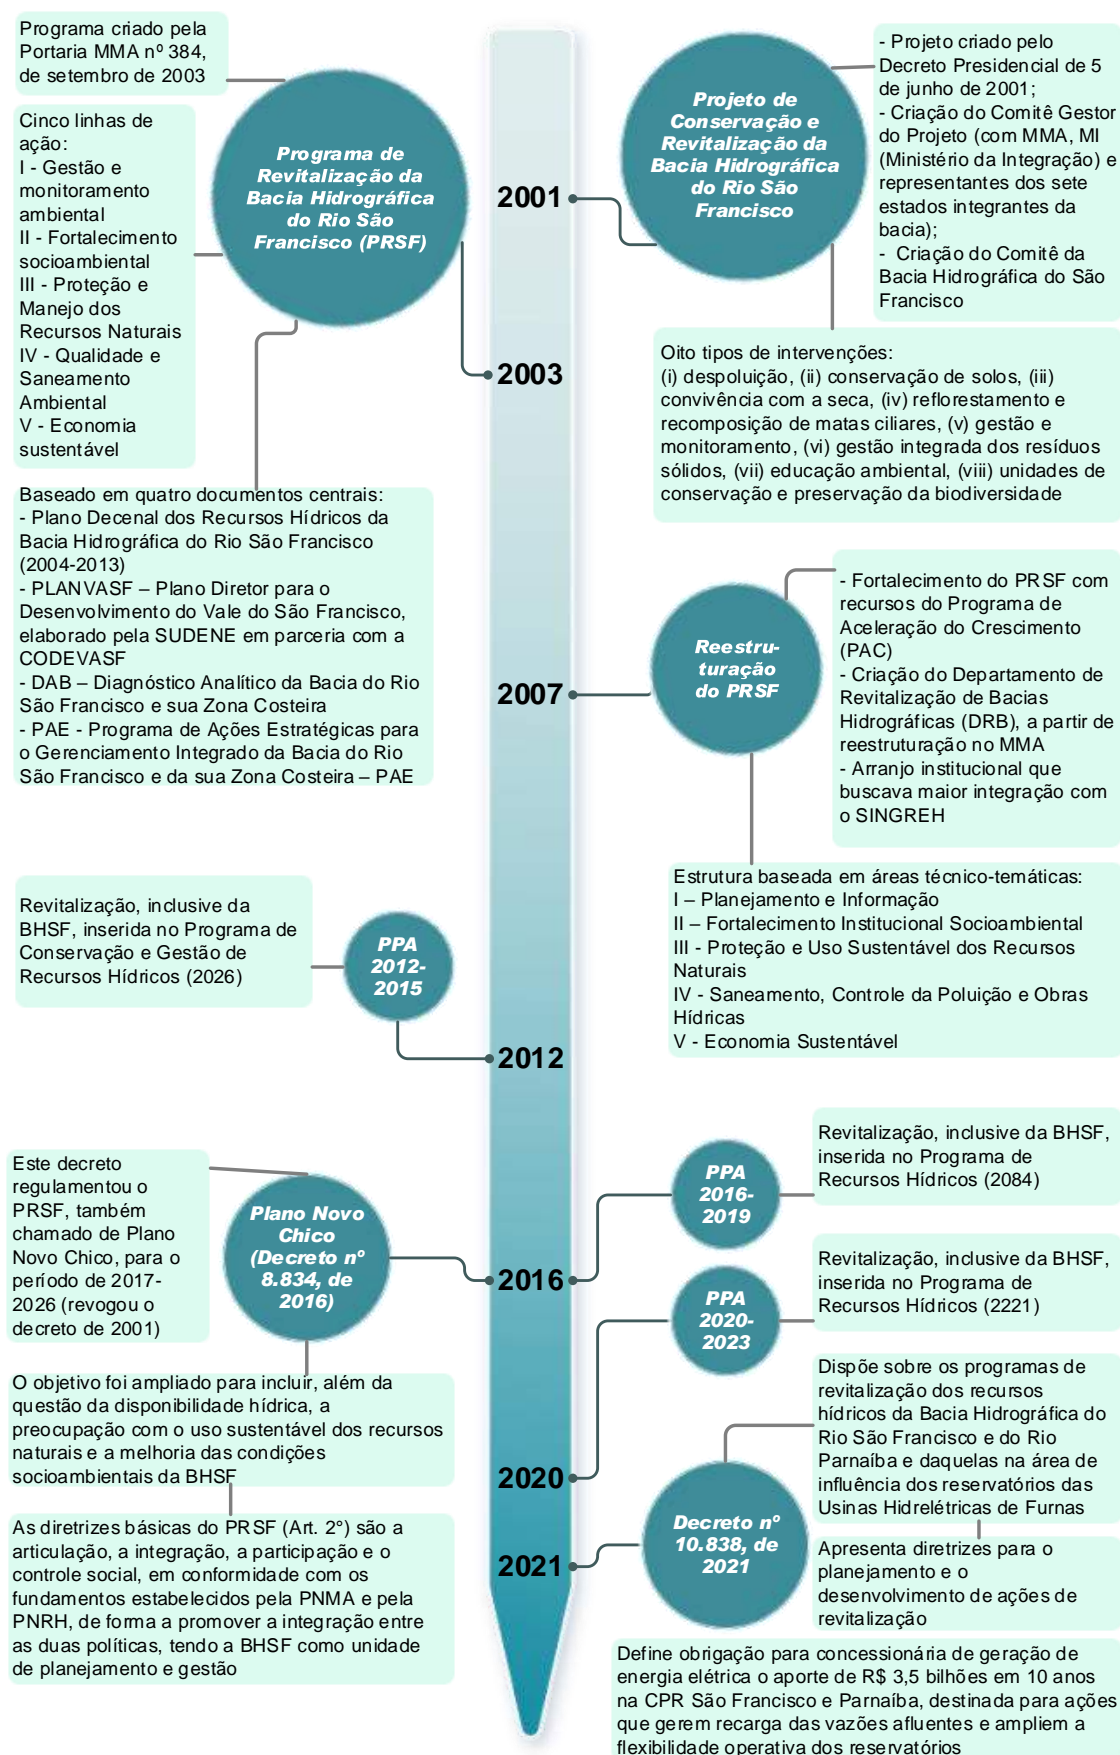 Programa criado pela
Portaria MMA nº 384,
de setembro de 2003
Cinco linhas de
ação:
I - Gestão e
monitoramento
ambiental
II - Fortalecimento
socioambiental
III - Proteção e
Manejo dos
Recursos Naturais
IV - Qualidade e
Saneamento
Ambiental
V - Economia
sustentável
Programa de
Revitalização da
Bacia Hidrográfica
do Rio São
Francisco (PRSF)
Baseado em quatro documentos centrais:
- Plano Decenal dos Recursos Hídricos da
Bacia Hidrográfica do Rio São Francisco
(2004-2013)
- PLANVASF – Plano Diretor para o
Desenvolvimento do Vale do São Francisco,
elaborado pela SUDENE em parceria com a
CODEVASF
- DAB – Diagnóstico Analítico da Bacia do Rio
São Francisco e sua Zona Costeira
- PAE - Programa de Ações Estratégicas para
o Gerenciamento Integrado da Bacia do Rio
São Francisco e da sua Zona Costeira – PAE
2001
Projeto de
Conservação e
Revitalização da
Bacia Hidrográfica
do Rio São
Francisco
- Projeto criado pelo
Decreto Presidencial de 5
de junho de 2001;
- Criação do Comitê Gestor
do Projeto (com MMA, MI
(Ministério da Integração) e
representantes dos sete
estados integrantes da
bacia);
- Criação do Comitê da
Bacia Hidrográfica do São
Francisco
Oito tipos de intervenções:
(i) despoluição, (ii) conservação de solos, (iii)
convivência com a seca, (iv) reflorestamento e
recomposição de matas ciliares, (v) gestão e
monitoramento, (vi) gestão integrada dos resíduos
sólidos, (vii) educação ambiental, (viii) unidades de
conservação e preservação da biodiversidade
2003
2007
Reestru-
turação
do PRSF
- Fortalecimento do PRSF com
recursos do Programa de
Aceleração do Crescimento
(PAC)
- Criação do Departamento de
Revitalização de Bacias
Hidrográficas (DRB), a partir de
reestruturação no MMA
- Arranjo institucional que
buscava maior integração com
o SINGREH
Estrutura baseada em áreas técnico-temáticas:
I – Planejamento e Informação
II – Fortalecimento Institucional Socioambiental
III - Proteção e Uso Sustentável dos Recursos
Naturais
IV - Saneamento, Controle da Poluição e Obras
Hídricas
V - Economia Sustentável
Revitalização, inclusive da
BHSF, inserida no Programa de
Conservação e Gestão de
Recursos Hídricos (2026)
PPA
2012-
2015
2012
Este decreto
regulamentou o
PRSF, também
chamado de Plano
Novo Chico, para o
período de 2017-
2026 (revogou o
decreto de 2001)
Plano Novo
Chico
(Decreto nº
8.834, de
2016)
O objetivo foi ampliado para incluir, além da
questão da disponibilidade hídrica, a
preocupação com o uso sustentável dos recursos
naturais e a melhoria das condições
socioambientais da BHSF
As diretrizes básicas do PRSF (Art. 2°) são a
articulação, a integração, a participação e o
controle social, em conformidade com os
fundamentos estabelecidos pela PNMA e pela
PNRH, de forma a promover a integração entre
as duas políticas, tendo a BHSF como unidade
de planejamento e gestão
2016
PPA
2016-
2019
Revitalização, inclusive da BHSF,
inserida no Programa de
Recursos Hídricos (2084)
PPA
2020-
2023
Revitalização, inclusive da BHSF,
inserida no Programa de
Recursos Hídricos (2221)
2020
2021
Decreto nº
10.838, de
2021
Dispõe sobre os programas de
revitalização dos recursos
hídricos da Bacia Hidrográfica do
Rio São Francisco e do Rio
Parnaíba e daquelas na área de
influência dos reservatórios das
Usinas Hidrelétricas de Furnas
Apresenta diretrizes para o
planejamento e o
desenvolvimento de ações de
revitalização
Define obrigação para concessionária de geração de
energia elétrica o aporte de R$ 3,5 bilhões em 10 anos
na CPR São Francisco e Parnaíba, destinada para ações
que gerem recarga das vazões afluentes e ampliem a
flexibilidade operativa dos reservatórios